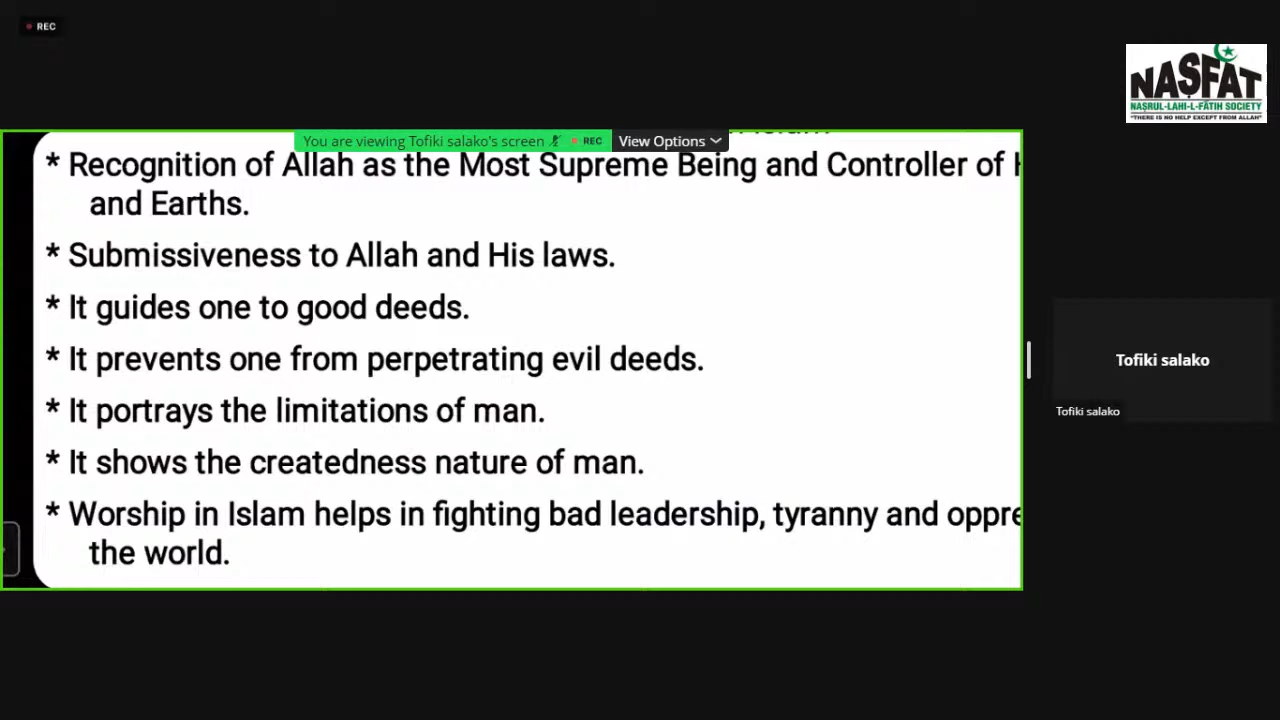 REC
NAṢFAT
NAṢRUL-LAHI-L-FĀTIH SOCIETY
"THERE IS NO HELP EXCEPT FROM ALLAH"
You are viewing Tofiki salako's screen REC View Options
* Recognition of Allah as the Most Supreme Being and Controller of
and Earths.
* Submissiveness to Allah and His laws.
* It guides one to good deeds.
* It prevents one from perpetrating evil deeds.
* It portrays the limitations of man.
* It shows the createdness nature of man.
* Worship in Islam helps in fighting bad leadership, tyranny and oppre
the world.
Tofiki salako
Tofiki salako